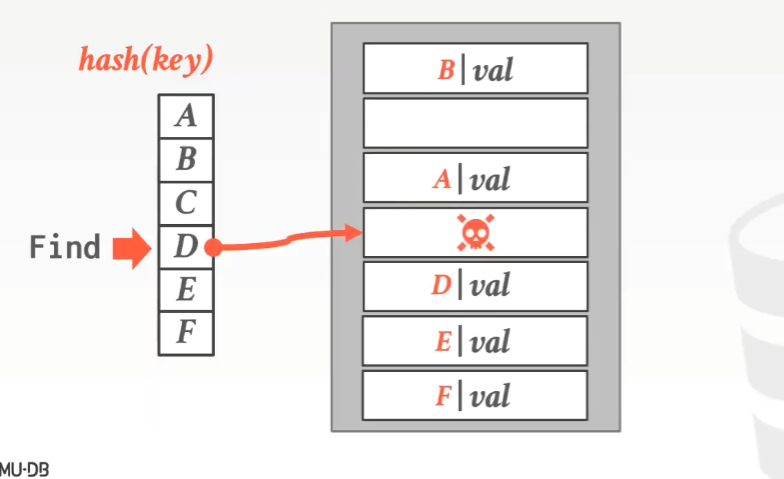 hash(key)
A
B
C
Find D
E
F
B|val
A|val
D|val
E|val
F|val
MU·DB